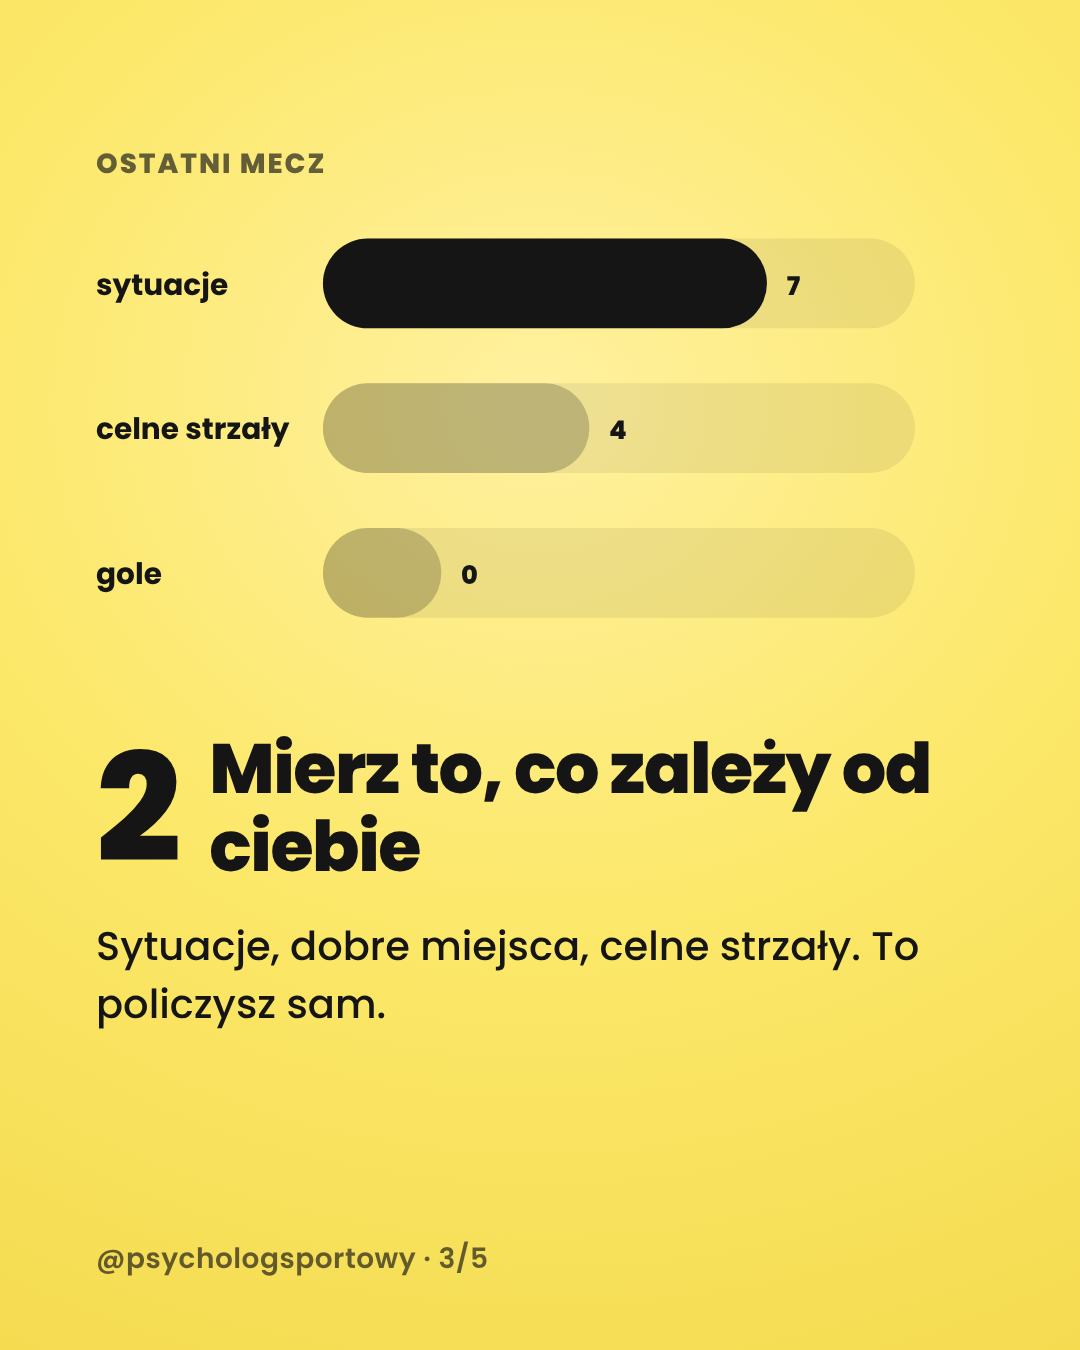 OSTATNI MECZ
sytuacje 7
celne strzały 4
gole 0
2 Mierz to, co zależy od
ciebie
Sytuacje, dobre miejsca, celne strzały. To
policzysz sam.
@psychologsportowy · 3/5